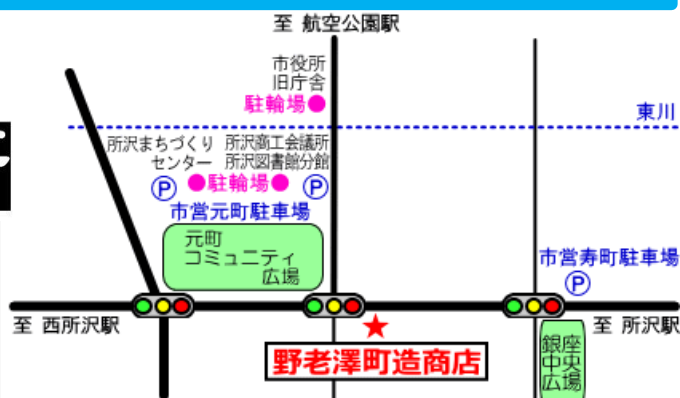 至 航空公園駅
市役所
旧庁舎
駐輪場
東川
所沢まちづくり
センター
所沢商工会議所
所沢図書館分館
P
駐輪場
P
市営元町駐車場
元町
コミュニティ
広場
市営寿町駐車場
P
至 西所沢駅
至 所沢駅
野老澤町造商店
銀座
中央
広場